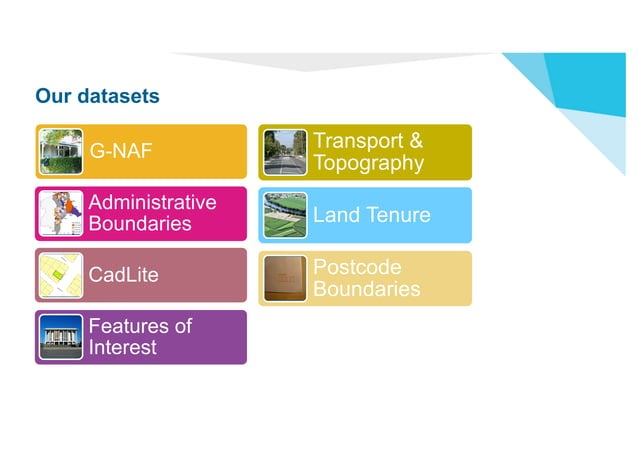 Our datasets
G-NAF
Administrative
Boundaries
CadLite
Features of
Interest
Transport &
Topography
Land Tenure
Postcode
Boundaries